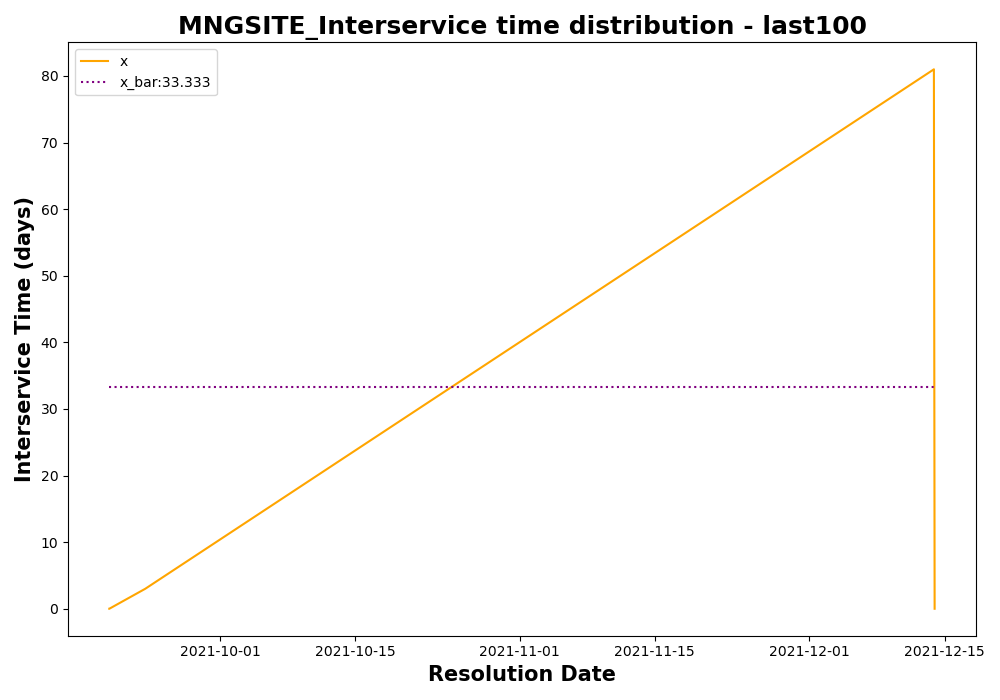 MNGSITE_Interservice time distribution - last100
x
x_bar:33.333
Interservice Time (days)
80
70
60
50
40
30
20
10
0
2021-10-01 2021-10-15 2021-11-01 2021-11-15 2021-12-01 2021-12-15
Resolution Date